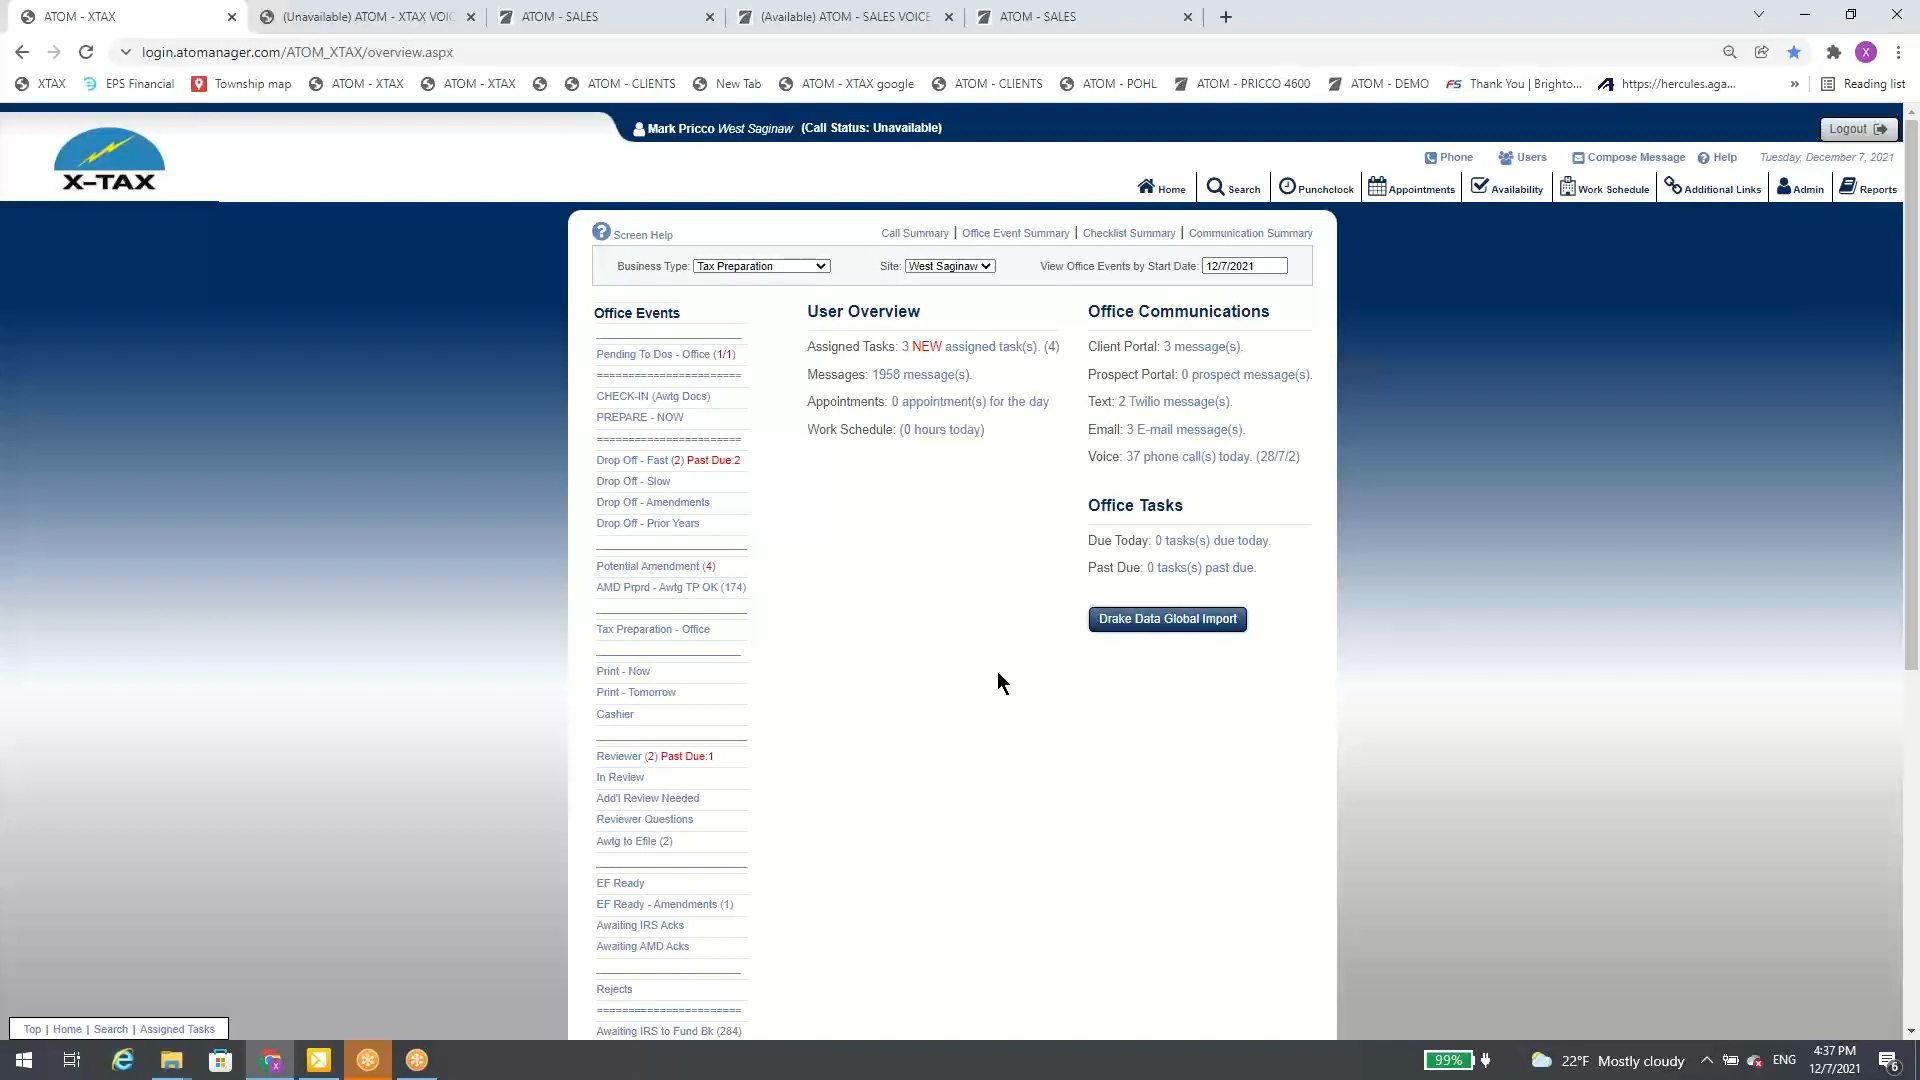 ATOM - XTAX
(Unavailable) ATOM - XTAX VOIC
ATOM - SALES
(Available) ATOM - SALES VOICE
ATOM - SALES
login.atomanager.com/ATOM_XTAX/overview.aspx
X
XTAX
EPS Financial
Township map
ATOM - XTAX
ATOM - XTAX
ATOM - CLIENTS
New Tab
ATOM - XTAX google
ATOM - CLIENTS
ATOM - POHL
ATOM - PRICCO 4600
ATOM - DEMO
FS Thank You | Brighto...
https://hercules.aga...
»
Reading list
X-TAX
Mark Pricco West Saginaw (Call Status: Unavailable)
Logout
Phone
Users
Compose Message
Help
Tuesday, December 7, 2021
Home
Search
Punchclock
Appointments
Availability
Work Schedule
Additional Links
Admin
Reports
? Screen Help
Call Summary | Office Event Summary | Checklist Summary | Communication Summary
Business Type: Tax Preparation
Site: West Saginaw
View Office Events by Start Date: 12/7/2021
Office Events
Pending To Dos - Office (1/1)
=======================
CHECK-IN (Awtg Docs)
PREPARE - NOW
=======================
Drop Off - Fast (2) Past Due:2
Drop Off - Slow
Drop Off - Amendments
Drop Off - Prior Years
Potential Amendment (4)
AMD Prprd - Awtg TP OK (174)
Tax Preparation - Office
Print - Now
Print - Tomorrow
Cashier
Reviewer (2) Past Due:1
In Review
Add'l Review Needed
Reviewer Questions
Awtg to Efile (2)
EF Ready
EF Ready - Amendments (1)
Awaiting IRS Acks
Awaiting AMD Acks
Rejects
=======================
Awaiting IRS to Fund Bk (284)
User Overview
Assigned Tasks: 3 NEW assigned task(s). (4)
Messages: 1958 message(s).
Appointments: 0 appointment(s) for the day
Work Schedule: (0 hours today)
Office Communications
Client Portal: 3 message(s).
Prospect Portal: 0 prospect message(s).
Text: 2 Twilio message(s).
Email: 3 E-mail message(s).
Voice: 37 phone call(s) today. (28/7/2)
Office Tasks
Due Today: 0 tasks(s) due today.
Past Due: 0 tasks(s) past due.
Drake Data Global Import
Top | Home | Search | Assigned Tasks
99%
22°F Mostly cloudy
ENG
4:37 PM
12/7/2021
6